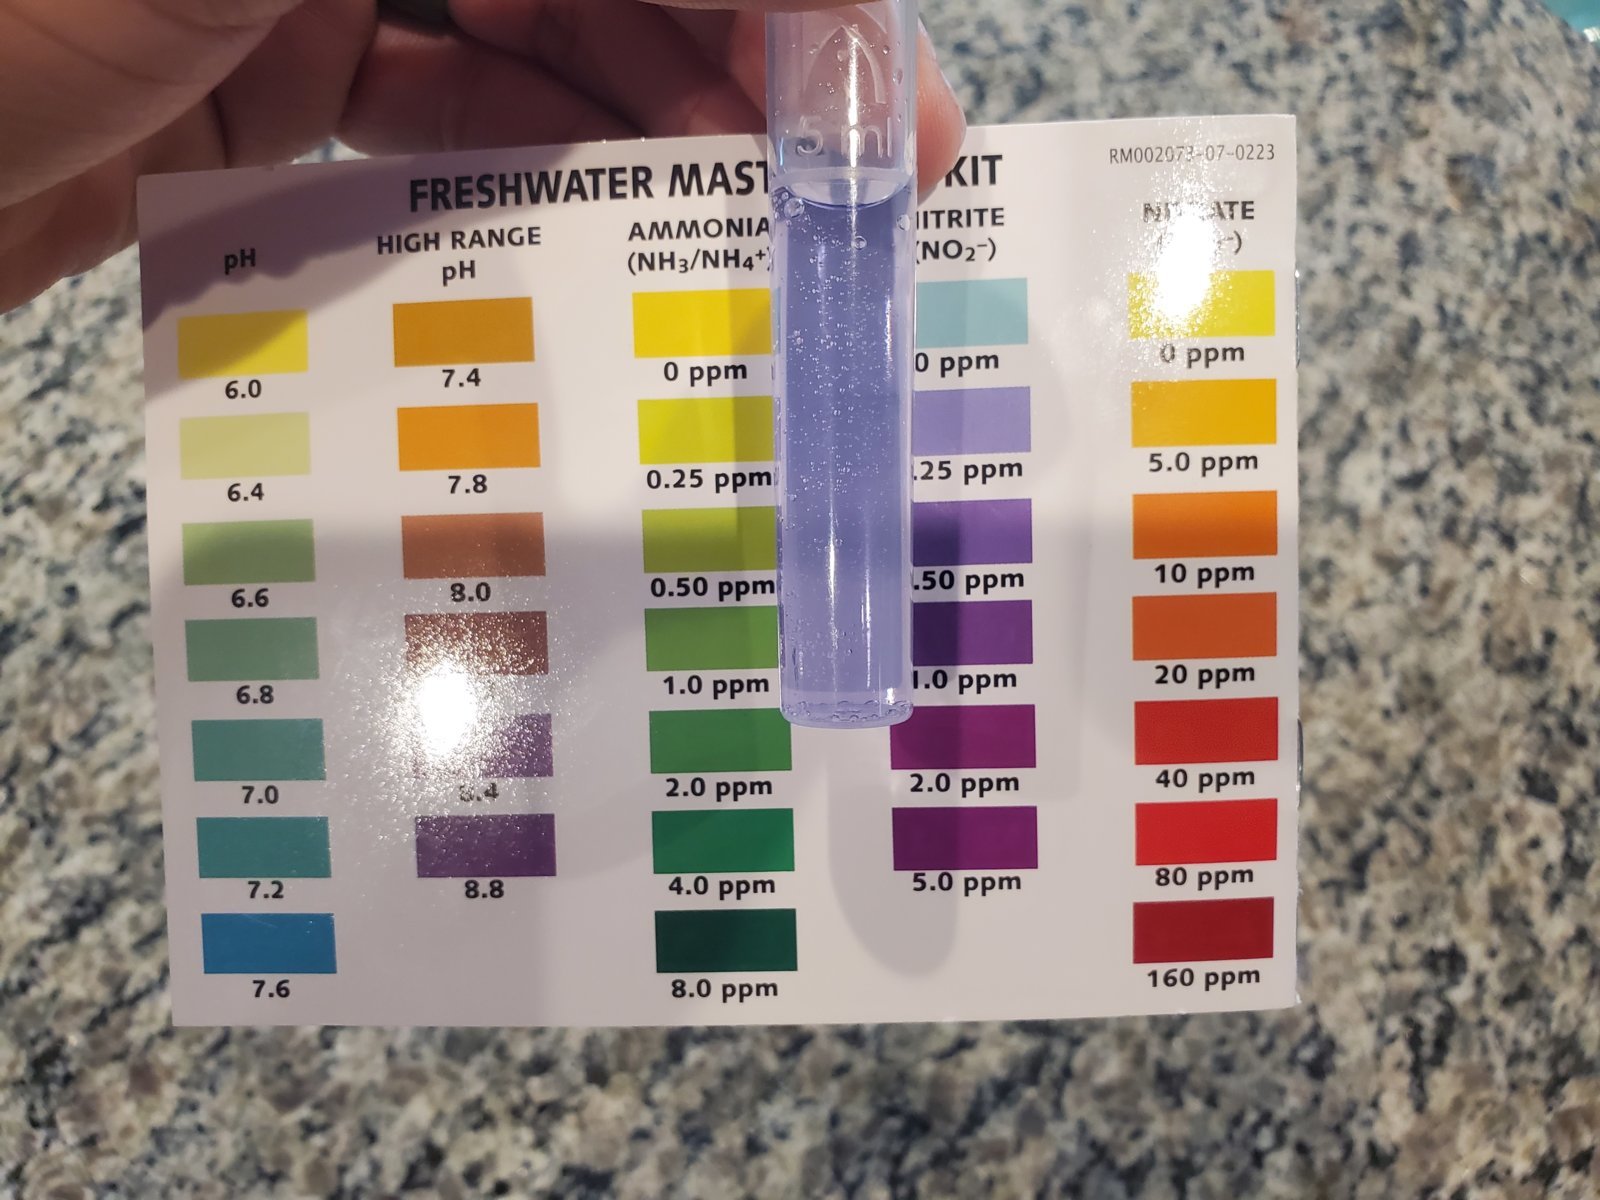 5 ml
FRESHWATER MAST KIT
RM002073-07-0223
pH
HIGH RANGE
pH
AMMONIA
(NH₃/NH₄⁺)
ITRITE
(NO₂⁻)
6.0
7.4
0 ppm
0 ppm
0 ppm
6.4
7.8
0.25 ppm
.25 ppm
5.0 ppm
6.6
8.0
0.50 ppm
.50 ppm
10 ppm
6.8
1.0 ppm
1.0 ppm
20 ppm
7.0
8.4
2.0 ppm
2.0 ppm
40 ppm
7.2
8.8
4.0 ppm
5.0 ppm
80 ppm
7.6
8.0 ppm
160 ppm